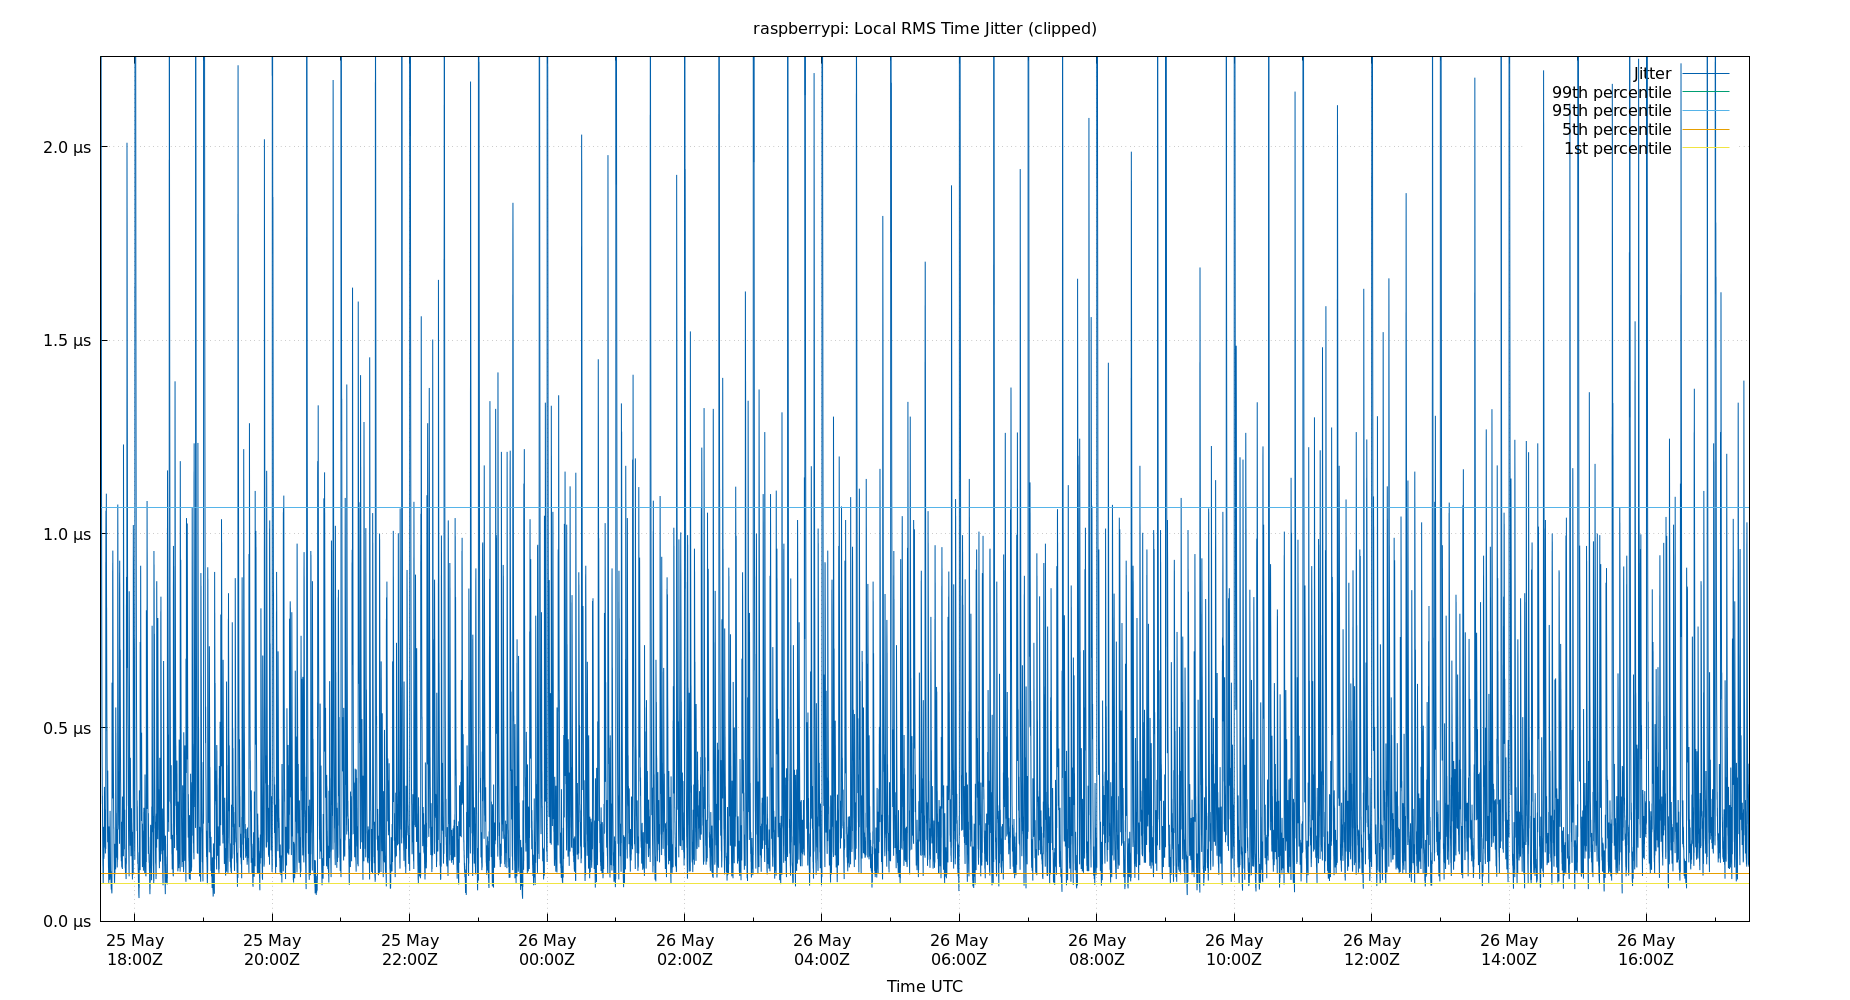 raspberrypi: Local RMS Time Jitter (clipped)
Jitter
99th percentile
95th percentile
5th percentile
1st percentile
2.0 µs
1.5 µs
1.0 µs
0.5 µs
0.0 µs
25 May 25 May 25 May 26 May 26 May 26 May 26 May 26 May 26 May 26 May 26 May 26 May
18:00Z 20:00Z 22:00Z 00:00Z 02:00Z 04:00Z 06:00Z 08:00Z 10:00Z 12:00Z 14:00Z 16:00Z
Time UTC